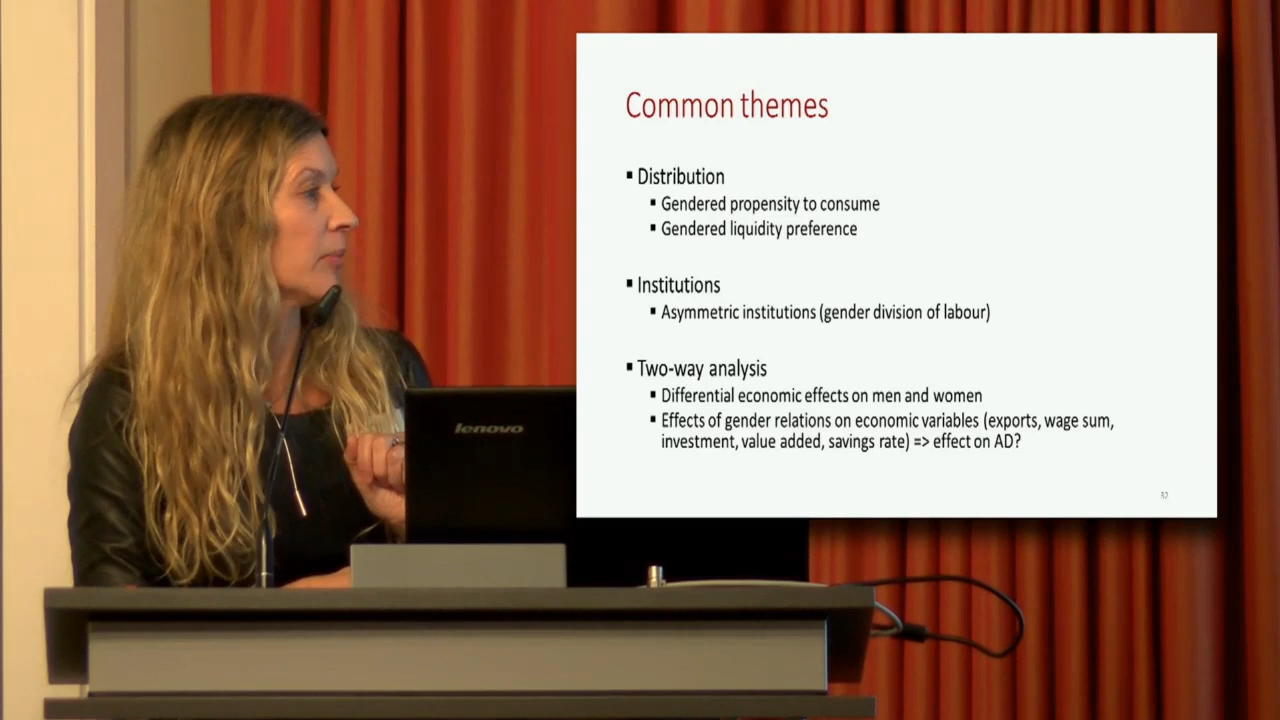 Common themes
▪ Distribution
▪ Gendered propensity to consume
▪ Gendered liquidity preference
▪ Institutions
▪ Asymmetric institutions (gender division of labour)
▪ Two-way analysis
▪ Differential economic effects on men and women
▪ Effects of gender relations on economic variables (exports, wage sum,
investment, value added, savings rate) => effect on AD?
lenovo